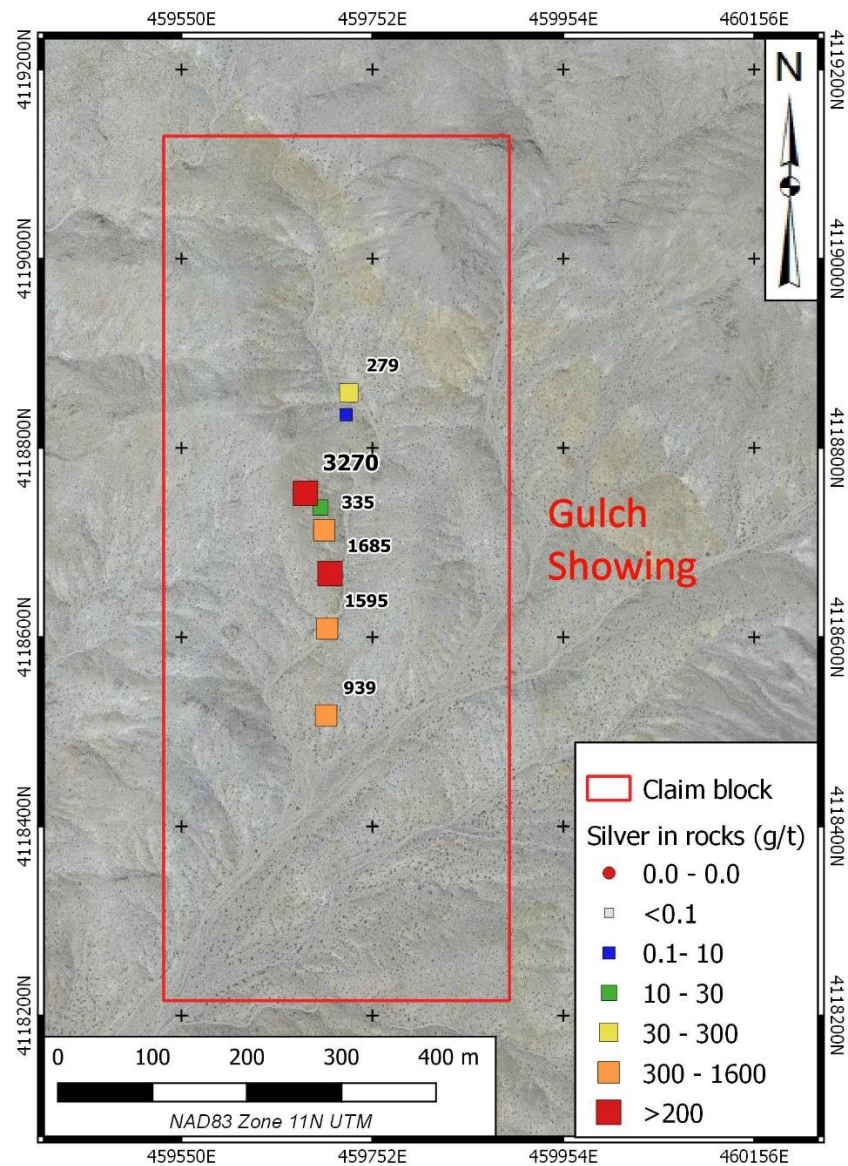 459550E 459752E 459954E 460156E
4119200N
4119200N
N
4119000N
4119000N
279
4118800N
4118800N
3270
335
1685
1595
939
Gulch
Showing
4118600N
4118600N
4118400N
4118400N
4118200N
4118200N
Claim block
Silver in rocks (g/t)
0.0 - 0.0
<0.1
0.1- 10
10 - 30
30 - 300
300 - 1600
>200
0 100 200 300 400 m
NAD83 Zone 11N UTM
459550E 459752E 459954E 460156E